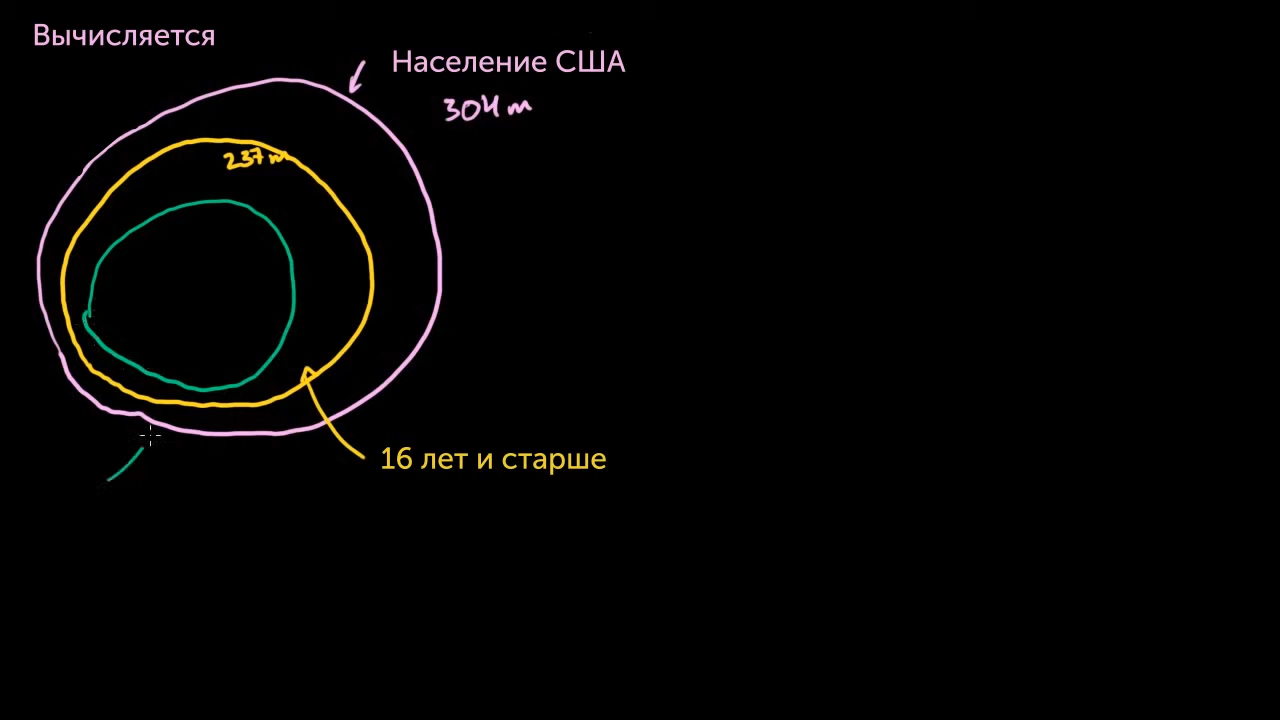 Вычисляется
Население США
304 m
237 m
16 лет и старше